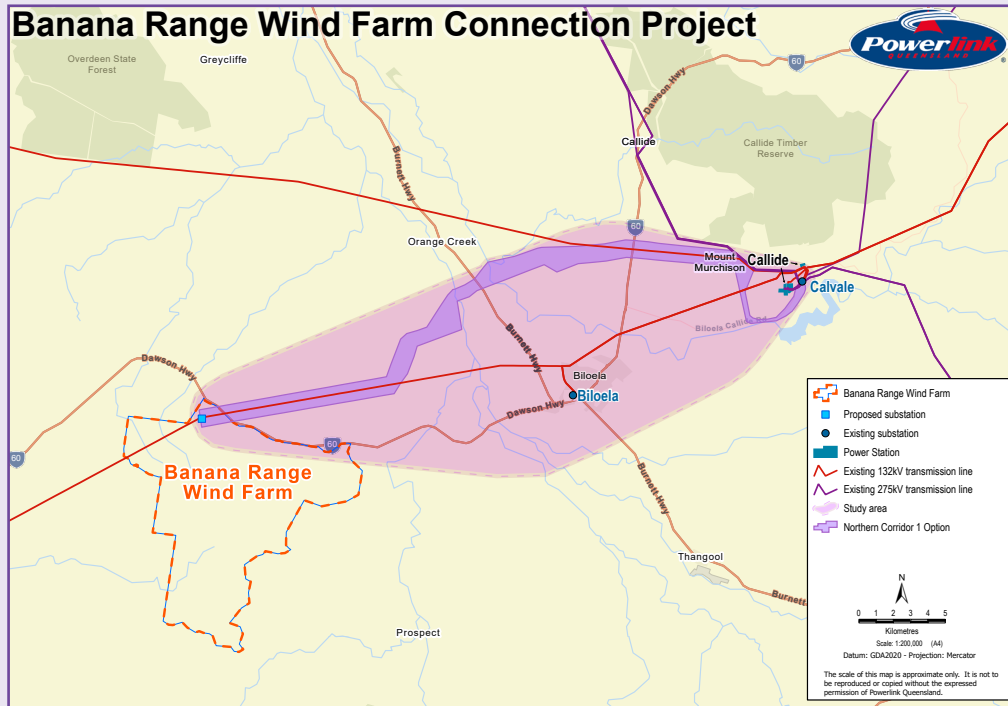 Banana Range Wind Farm Connection Project
Powerlink
QUEENSLAND
®
Overdeen State
Forest
Greycliffe
60
Dawson Hwy
Callide
Callide Timber
Reserve
Burnett Hwy
60
Orange Creek
Mount
Murchison
Callide
Calvale
Biloela Callide Rd
Burnett Hwy
Dawson Hwy
Biloela
Biloela
Dawson Hwy
60
60
Banana Range
Wind Farm
Burnett Hwy
Thangool
Burnett
Prospect
Banana Range Wind Farm
Proposed substation
Existing substation
Power Station
Existing 132kV transmission line
Existing 275kV transmission line
Study area
Northern Corridor 1 Option
N
0 1 2 3 4 5
Kilometres
Scale: 1:200,000 (A4)
Datum: GDA2020 - Projection: Mercator
The scale of this map is approximate only. It is not to
be reproduced or copied without the expressed
permission of Powerlink Queensland.